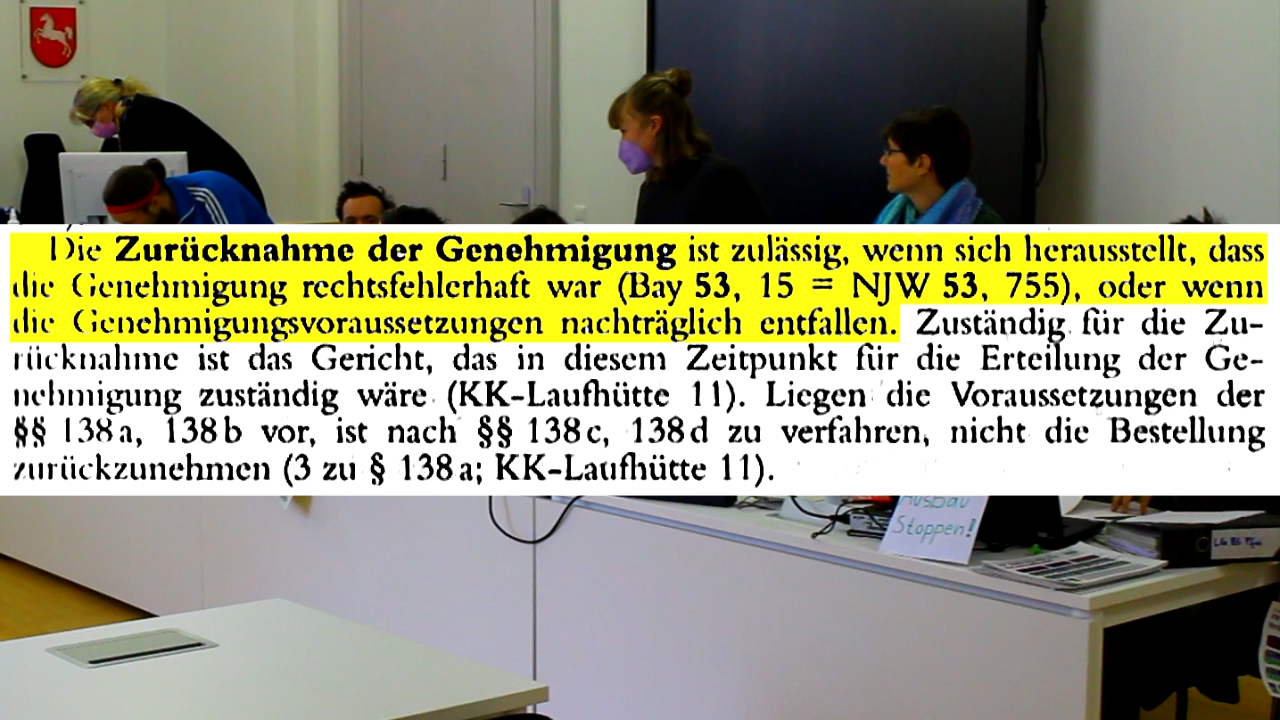 Die Zurücknahme der Genehmigung ist zulässig, wenn sich herausstellt, dass
die Genehmigung rechtsfehlerhaft war (Bay 53, 15 = NJW 53, 755), oder wenn
die Genehmigungsvoraussetzungen nachträglich entfallen. Zuständig für die Zu-
rücknahme ist das Gericht, das in diesem Zeitpunkt für die Erteilung der Ge-
nehmigung zuständig wäre (KK-Laufhütte 11). Liegen die Voraussetzungen der
§§ 138a, 138b vor, ist nach §§ 138c, 138d zu verfahren, nicht die Bestellung
zurückzunehmen (3 zu § 138a; KK-Laufhütte 11).
Ausbau
Stoppen!